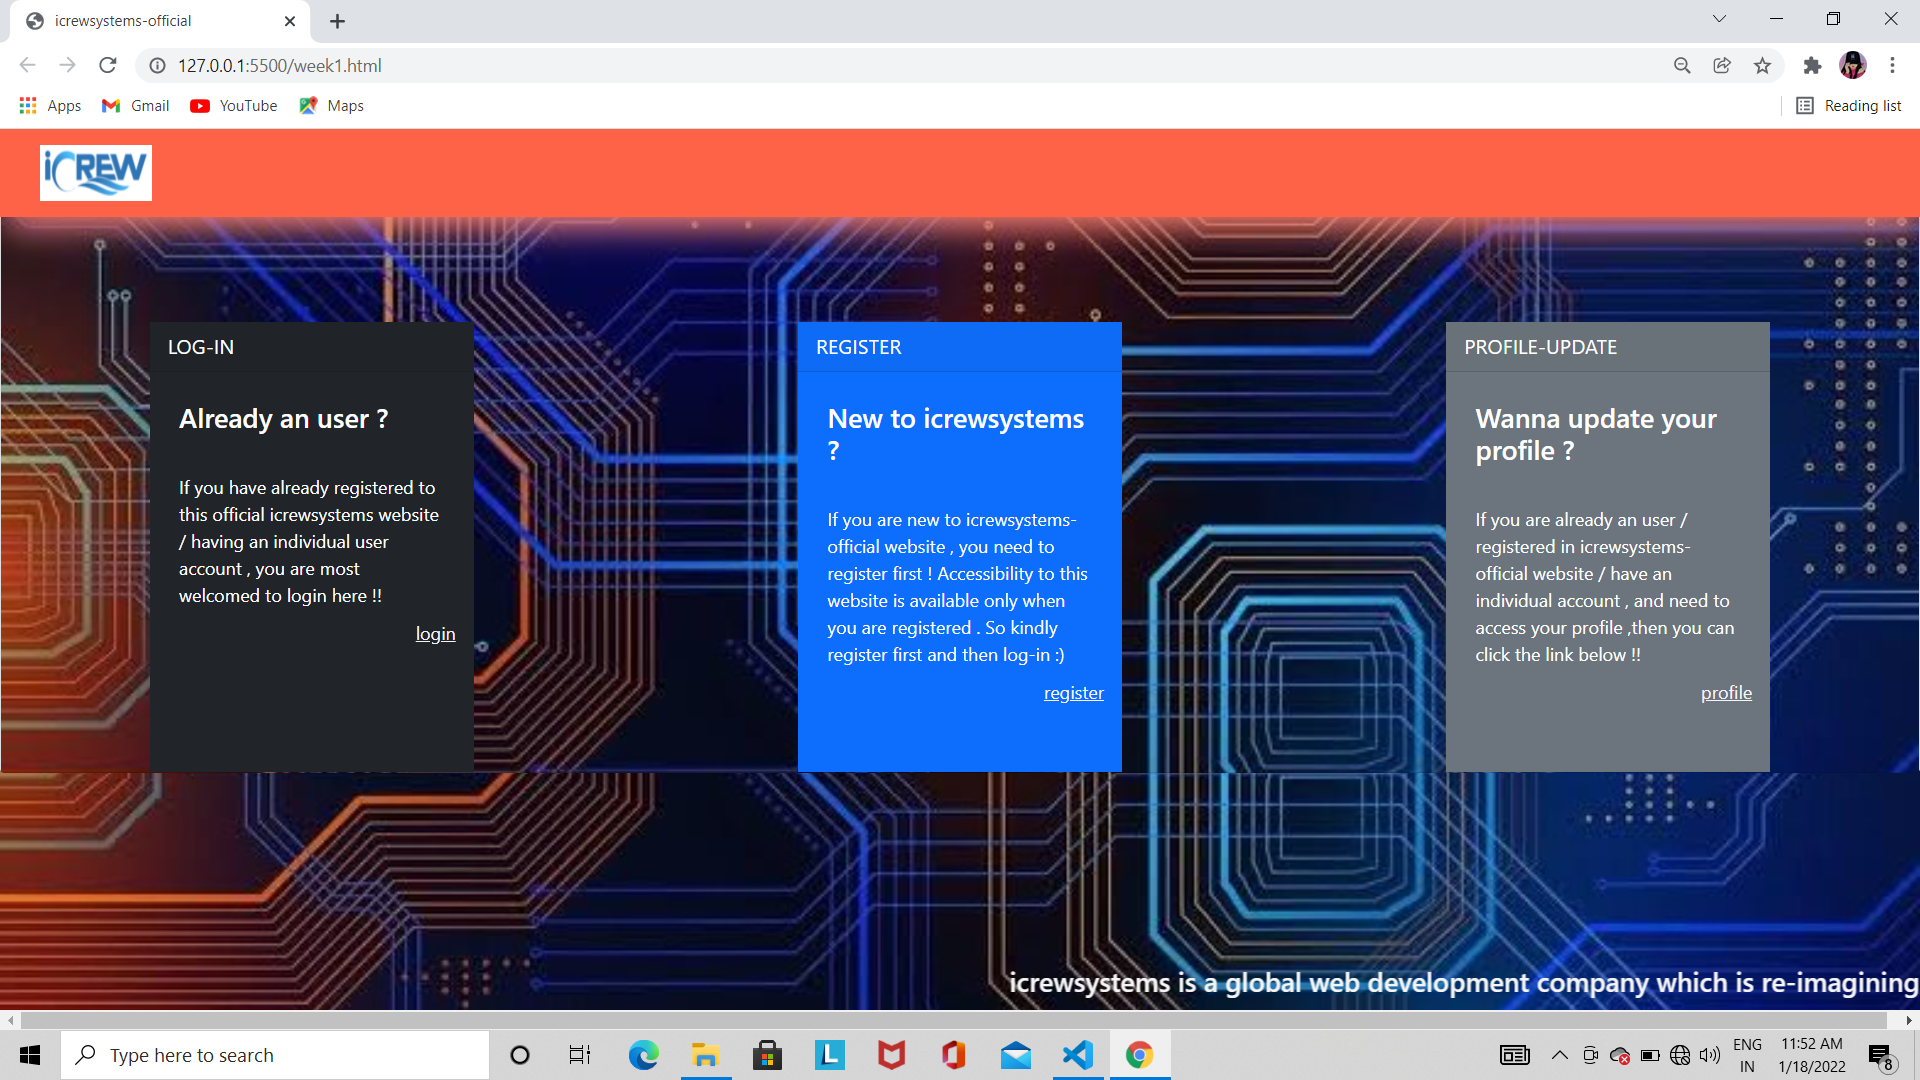 icrewsystems-official
127.0.0.1:5500/week1.html
Apps
Gmail
YouTube
Maps
Reading list
iCREW
LOG-IN
Already an user ?
If you have already registered to
this official icrewsystems website
/ having an individual user
account , you are most
welcomed to login here !!
login
REGISTER
New to icrewsystems
?
If you are new to icrewsystems-
official website , you need to
register first ! Accessibility to this
website is available only when
you are registered . So kindly
register first and then log-in :)
register
PROFILE-UPDATE
Wanna update your
profile ?
If you are already an user /
registered in icrewsystems-
official website / have an
individual account , and need to
access your profile ,then you can
click the link below !!
profile
icrewsystems is a global web development company which is re-imagining
Type here to search
L
ENG
IN
11:52 AM
1/18/2022
8